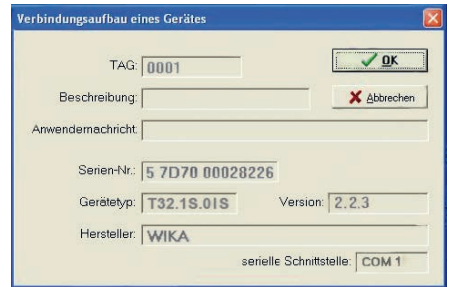 Verbindungsaufbau eines Gerätes
TAG: 0001
OK
Beschreibung:
Abbrechen
Anwendernachricht:
Serien-Nr.: 5 7D70 00028226
Gerätetyp: T32.1S.0IS Version: 2.2.3
Hersteller: WIKA
serielle Schnittstelle: COM 1